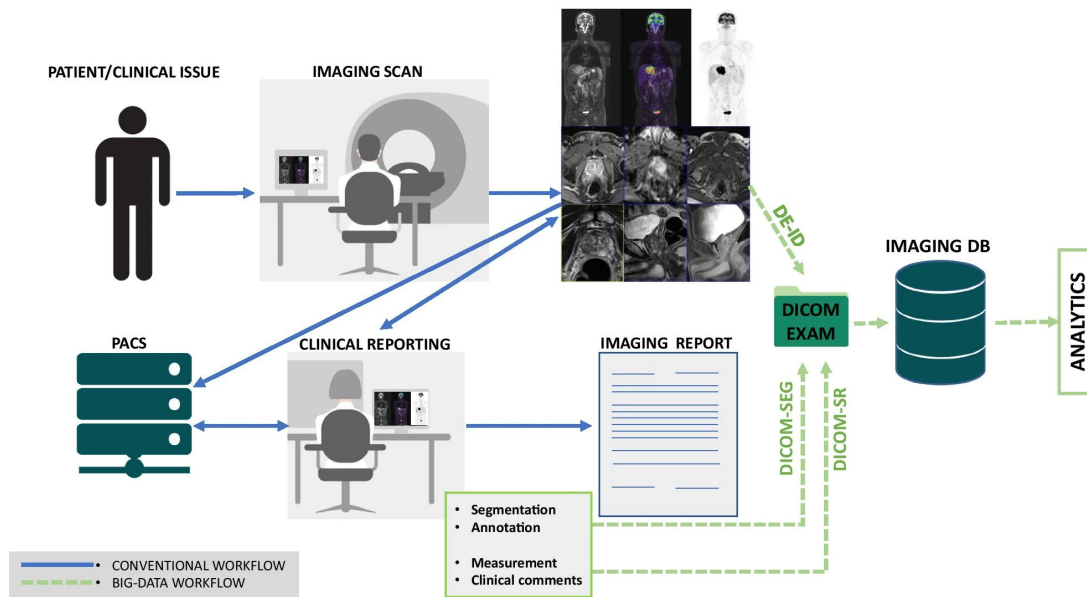 PATIENT/CLINICAL ISSUE
IMAGING SCAN
DE-ID
IMAGING DB
DICOM
EXAM
ANALYTICS
PACS
CLINICAL REPORTING
IMAGING REPORT
DICOM-SEG
DICOM-SR
• Segmentation
• Annotation
• Measurement
• Clinical comments
• CONVENTIONAL WORKFLOW
• BIG-DATA WORKFLOW